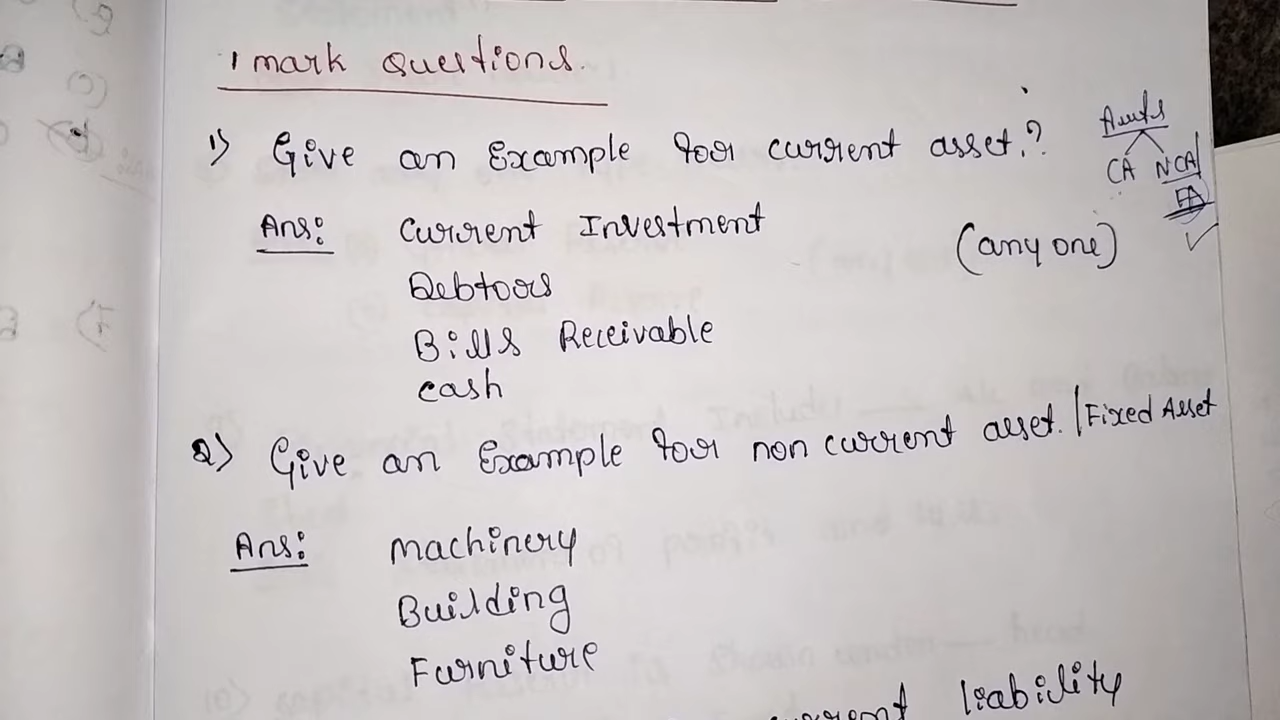 1 mark Questions.
1) Give an Example for current asset.?
Assets
CA NCA/
FA
Ans: Current Investment
(any one)
Debtors
Bills Receivable
cash
2) Give an Example for non current asset. | Fixed Asset
Ans: Machinery
Building
Furniture
current liability